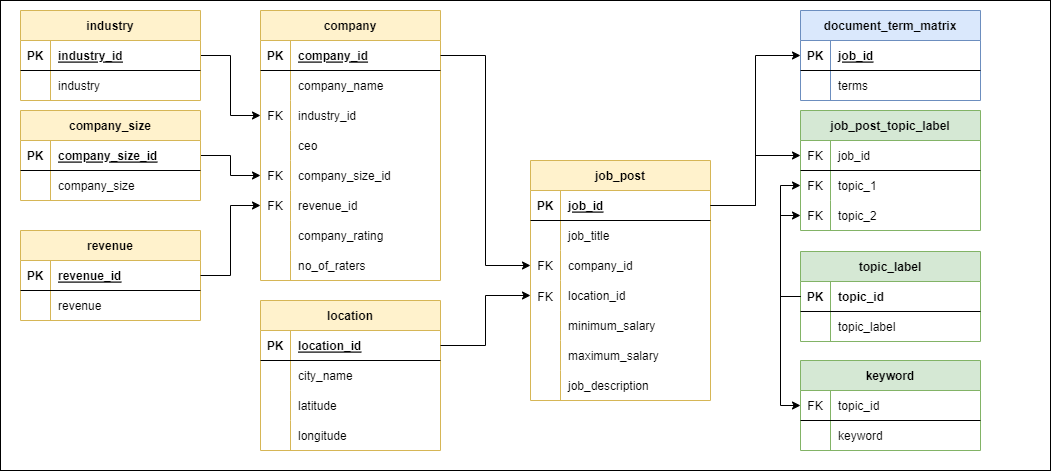 industry
PK industry_id
industry
company_size
PK company_size_id
company_size
revenue
PK revenue_id
revenue
company
PK company_id
company_name
FK industry_id
ceo
FK company_size_id
FK revenue_id
company_rating
no_of_raters
location
PK location_id
city_name
latitude
longitude
job_post
PK job_id
job_title
FK company_id
FK location_id
minimum_salary
maximum_salary
job_description
document_term_matrix
PK job_id
terms
job_post_topic_label
FK job_id
FK topic_1
FK topic_2
topic_label
PK topic_id
topic_label
keyword
FK topic_id
keyword